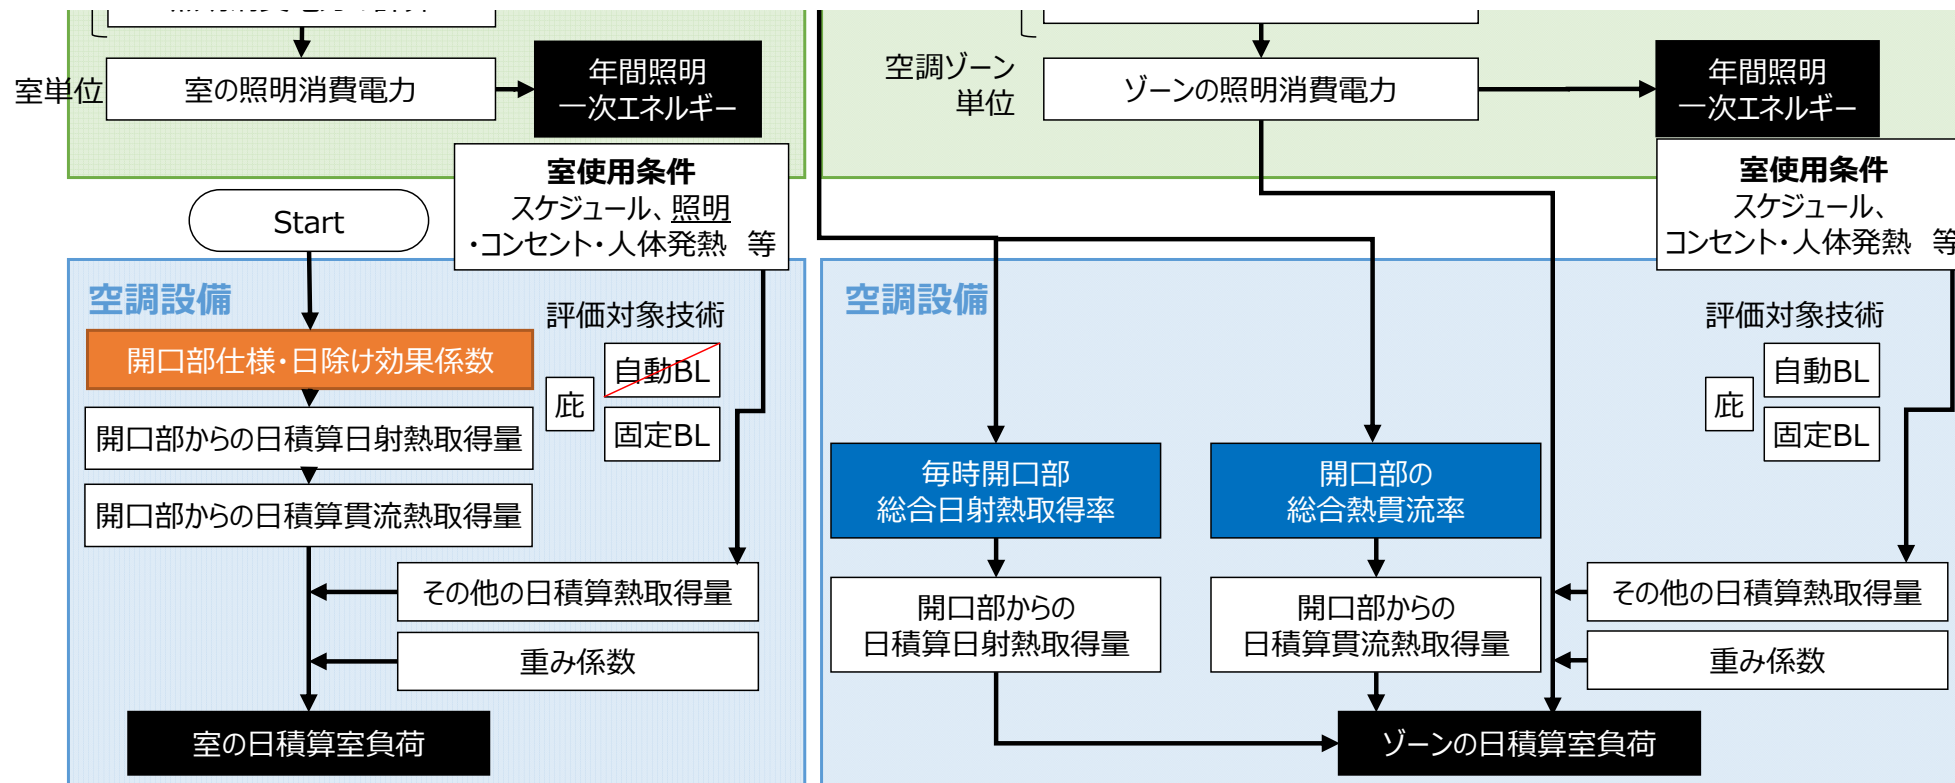 室単位
室の照明消費電力
年間照明
一次エネルギー
室使用条件
スケジュール、照明
・コンセント・人体発熱　等
Start
空調設備
評価対象技術
開口部仕様・日除け効果係数
自動BL
庇
固定BL
開口部からの日積算日射熱取得量
開口部からの日積算貫流熱取得量
その他の日積算熱取得量
重み係数
室の日積算室負荷
空調ゾーン
単位
ゾーンの照明消費電力
年間照明
一次エネルギー
室使用条件
スケジュール、
コンセント・人体発熱　等
空調設備
評価対象技術
自動BL
庇
固定BL
毎時開口部
総合日射熱取得率
開口部の
総合熱貫流率
開口部からの
日積算日射熱取得量
開口部からの
日積算貫流熱取得量
その他の日積算熱取得量
重み係数
ゾーンの日積算室負荷